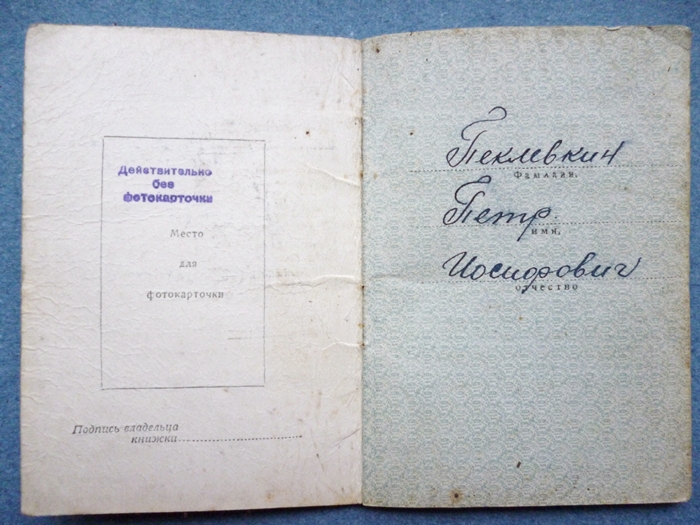 Действительно
без
фотокарточки
Место
для
фотокарточки
Подпись владельца
книжки
Пеклевкин
Фамилия,
Петр
имя,
Иосифович
отчество